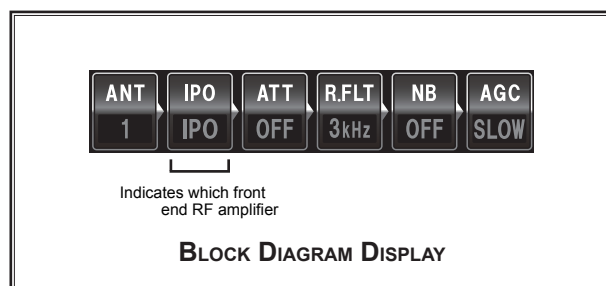 ANT IPO ATT R.FLT NB AGC
1 IPO OFF 3kHz OFF SLOW
Indicates which front
end RF amplifier
BLOCK DIAGRAM DISPLAY